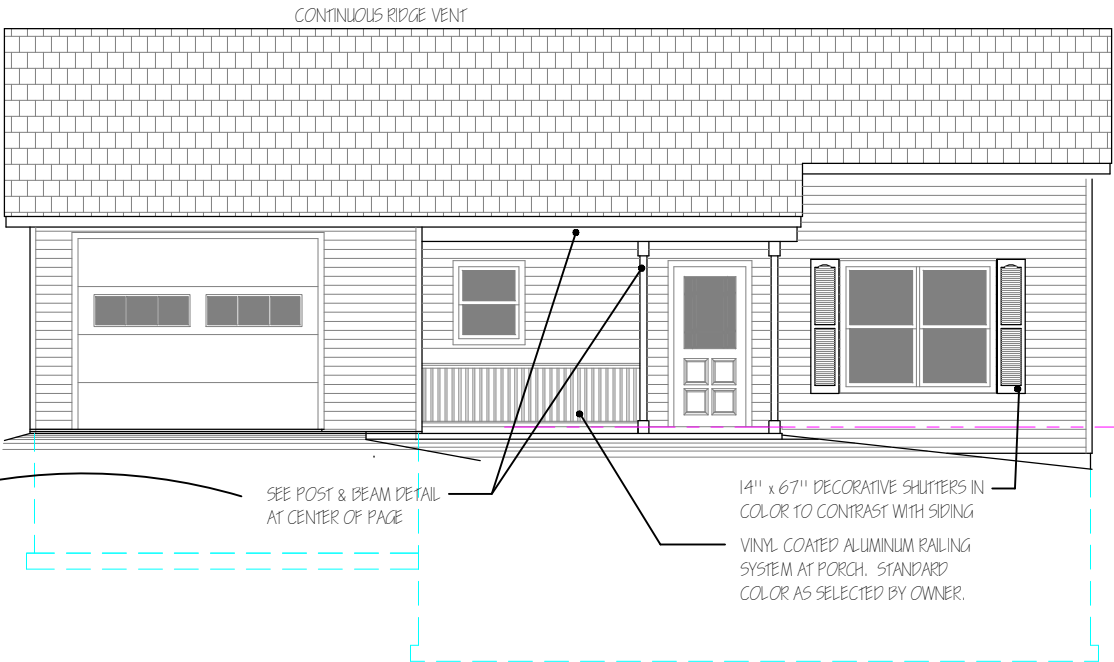 CONTINUOUS RIDGE VENT
SEE POST & BEAM DETAIL
AT CENTER OF PAGE
14" x 67" DECORATIVE SHUTTERS IN
COLOR TO CONTRAST WITH SIDING
VINYL COATED ALUMINUM RAILING
SYSTEM AT PORCH. STANDARD
COLOR AS SELECTED BY OWNER.